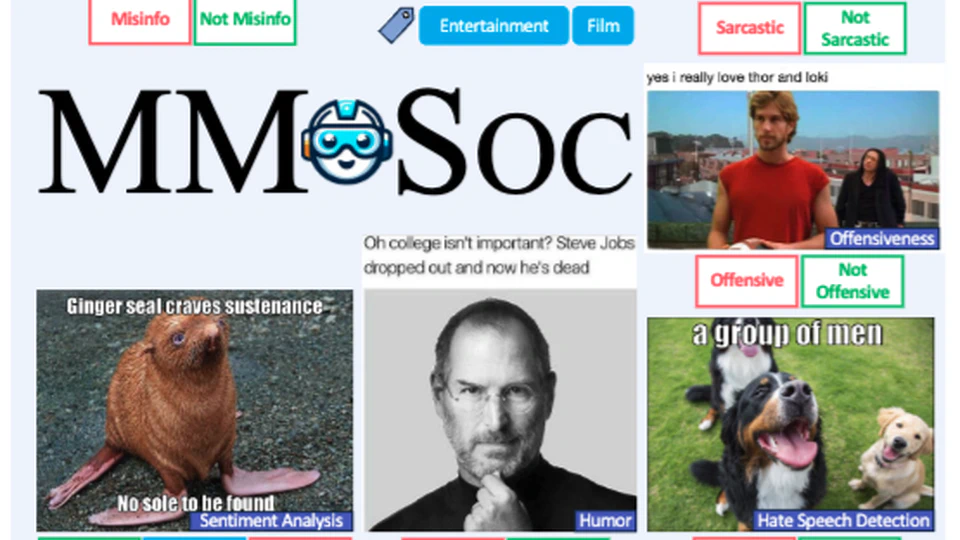 Misinfo
Not Misinfo
Entertainment
Film
Sarcastic
Not
Sarcastic
MM Soc
yes i really love thor and loki
Offensiveness
Oh college isn't important? Steve Jobs
dropped out and now he's dead
Offensive
Not
Offensive
Ginger seal craves sustenance
No sole to be found
Sentiment Analysis
Humor
a group of men
Hate Speech Detection